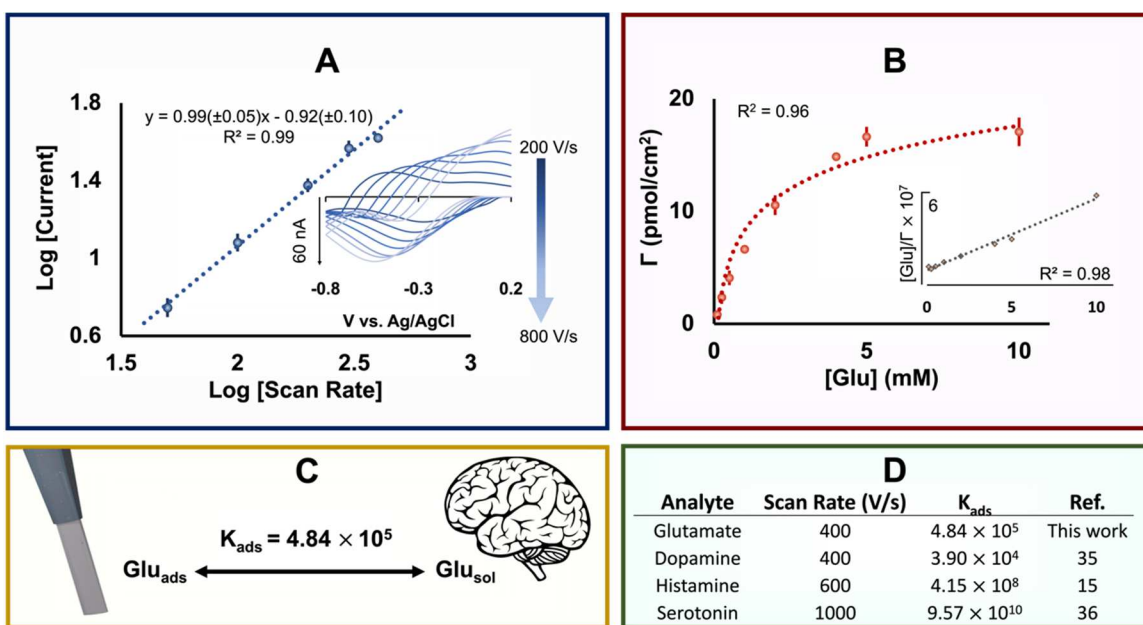 A
y = 0.99(±0.05)x - 0.92(±0.10)
R² = 0.99
Log [Current]
1.8
1.4
1
0.6
1.5
2
2.5
3
Log [Scan Rate]
60 nA
-0.8
-0.3
0.2
V vs. Ag/AgCl
200 V/s
800 V/s
B
R² = 0.96
Γ (pmol/cm²)
20
10
0
0
5
10
[Glu] (mM)
[Glu]/Γ × 10⁷
6
R² = 0.98
0
5
10
C
K_ads = 4.84 × 10⁵
Glu_ads
Glu_sol
D
Analyte Scan Rate (V/s) K_ads Ref.
Glutamate 400 4.84 × 10⁵ This work
Dopamine 400 3.90 × 10⁴ 35
Histamine 600 4.15 × 10⁸ 15
Serotonin 1000 9.57 × 10¹⁰ 36